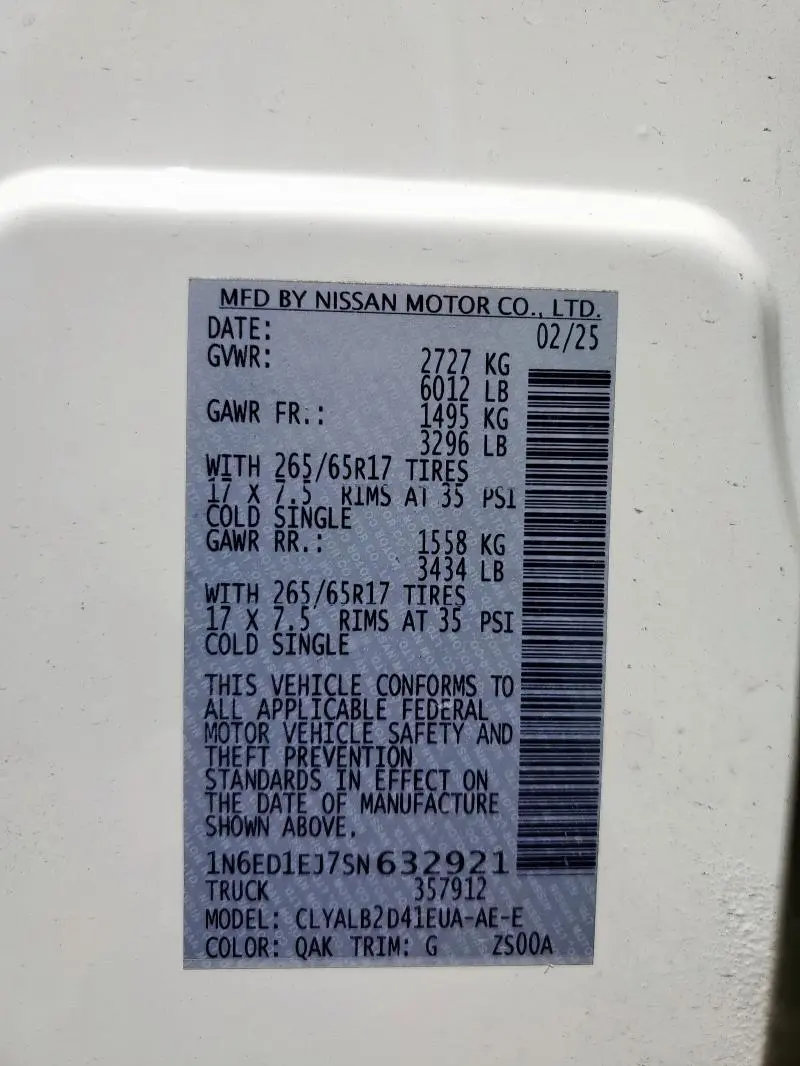 MFD BY NISSAN MOTOR CO., LTD.
DATE: 02/25
GVWR: 2727 KG
6012 LB
GAWR FR.: 1495 KG
3296 LB
WITH 265/65R17 TIRES
17 X 7.5 RIMS AT 35 PSI
COLD SINGLE
GAWR RR.: 1558 KG
3434 LB
WITH 265/65R17 TIRES
17 X 7.5 RIMS AT 35 PSI
COLD SINGLE
THIS VEHICLE CONFORMS TO
ALL APPLICABLE FEDERAL
MOTOR VEHICLE SAFETY AND
THEFT PREVENTION
STANDARDS IN EFFECT ON
THE DATE OF MANUFACTURE
SHOWN ABOVE.
1N6ED1EJ7SN632921
TRUCK 357912
MODEL: CLYALB2D41EUA-AE-E
COLOR: QAK TRIM: G ZS00A